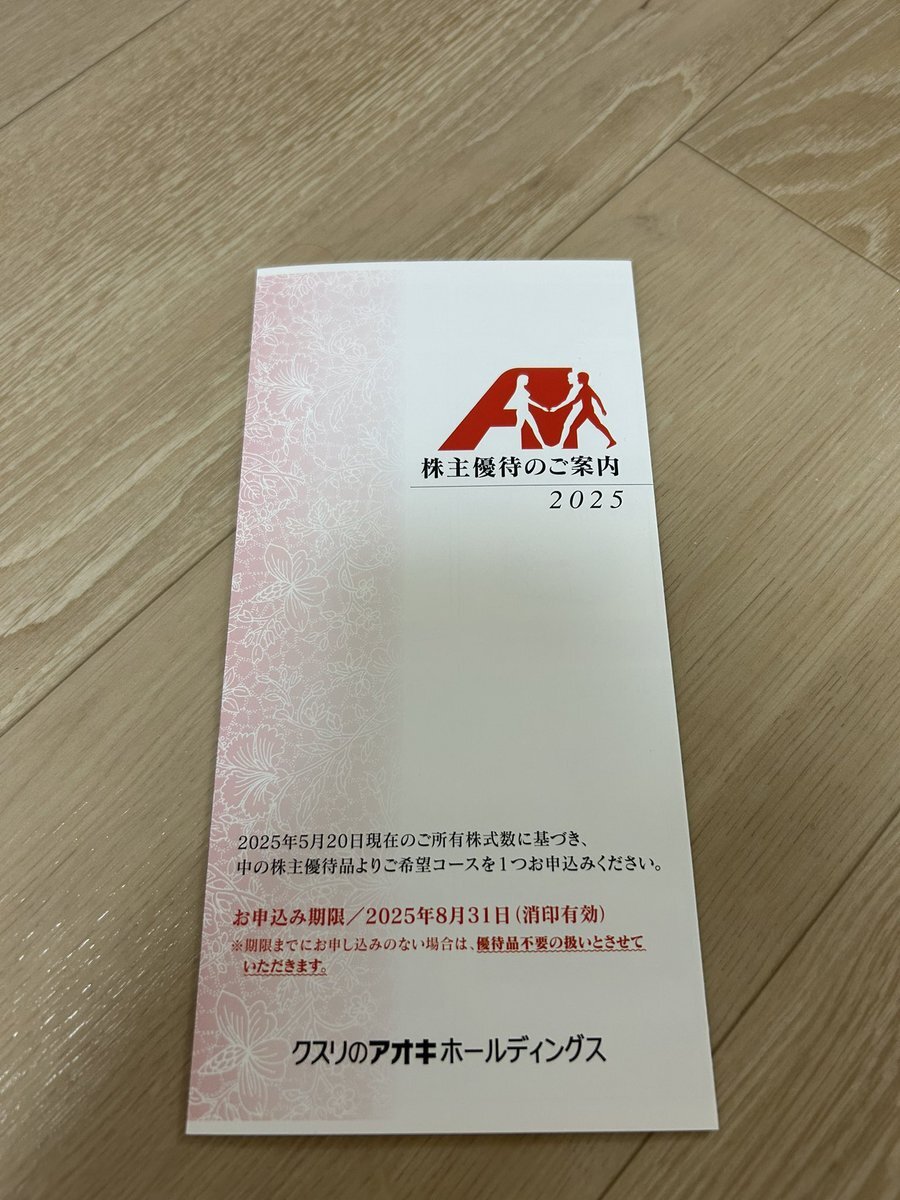 株主優待のご案内
2025
2025年5月20日現在のご所有株式数に基づき、
中の株主優待品よりご希望コースを1つお申込みください。
お申込み期限／2025年8月31日(消印有効)
※期限までにお申し込みのない場合は、優待品不要の扱いとさせて
いただきます。
クスリのアオキホールディングス